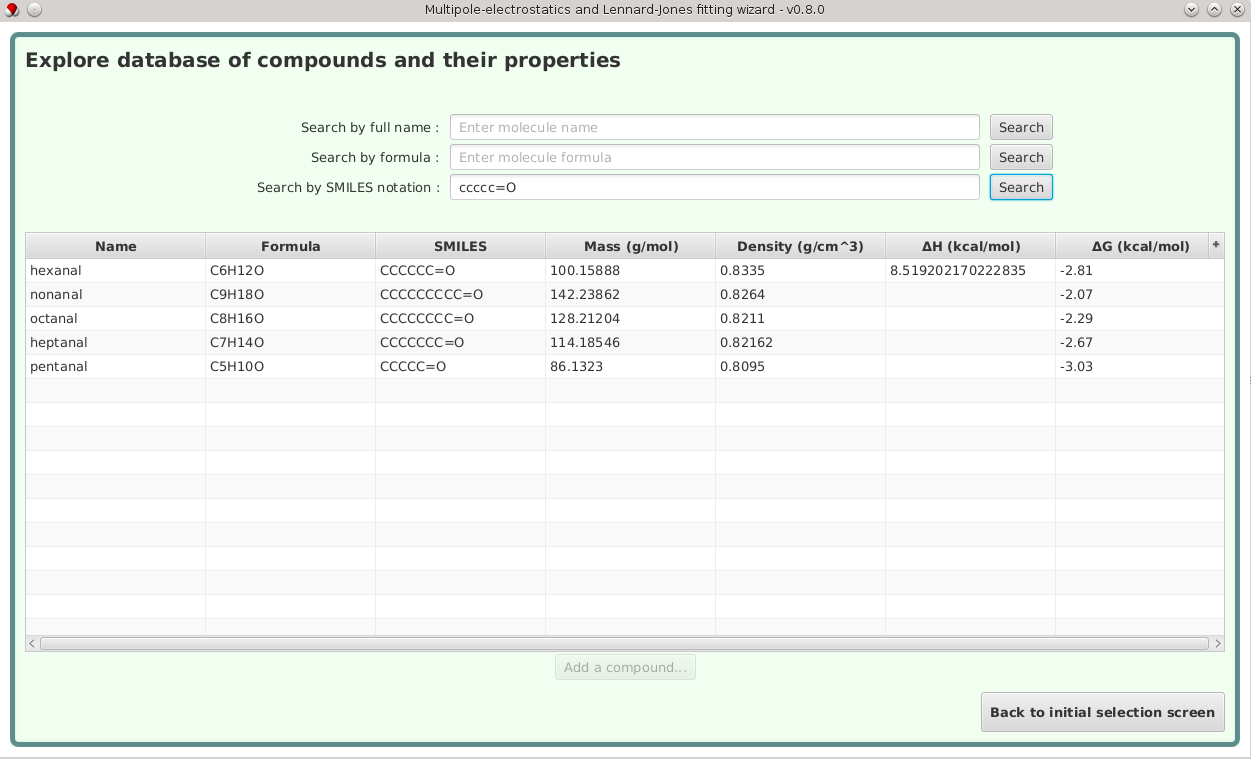 Multipole-electrostatics and Lennard-Jones fitting wizard - v0.8.0
Explore database of compounds and their properties
Search by full name : Enter molecule name Search
Search by formula : Enter molecule formula Search
Search by SMILES notation : ccccc=O Search
Name Formula SMILES Mass (g/mol) Density (g/cm^3) ΔH (kcal/mol) ΔG (kcal/mol) +
hexanal C6H12O CCCCCC=O 100.15888 0.8335 8.519202170222835 -2.81
nonanal C9H18O CCCCCCCCC=O 142.23862 0.8264 -2.07
octanal C8H16O CCCCCCCC=O 128.21204 0.8211 -2.29
heptanal C7H14O CCCCCCC=O 114.18546 0.82162 -2.67
pentanal C5H10O CCCCC=O 86.1323 0.8095 -3.03
Add a compound...
Back to initial selection screen